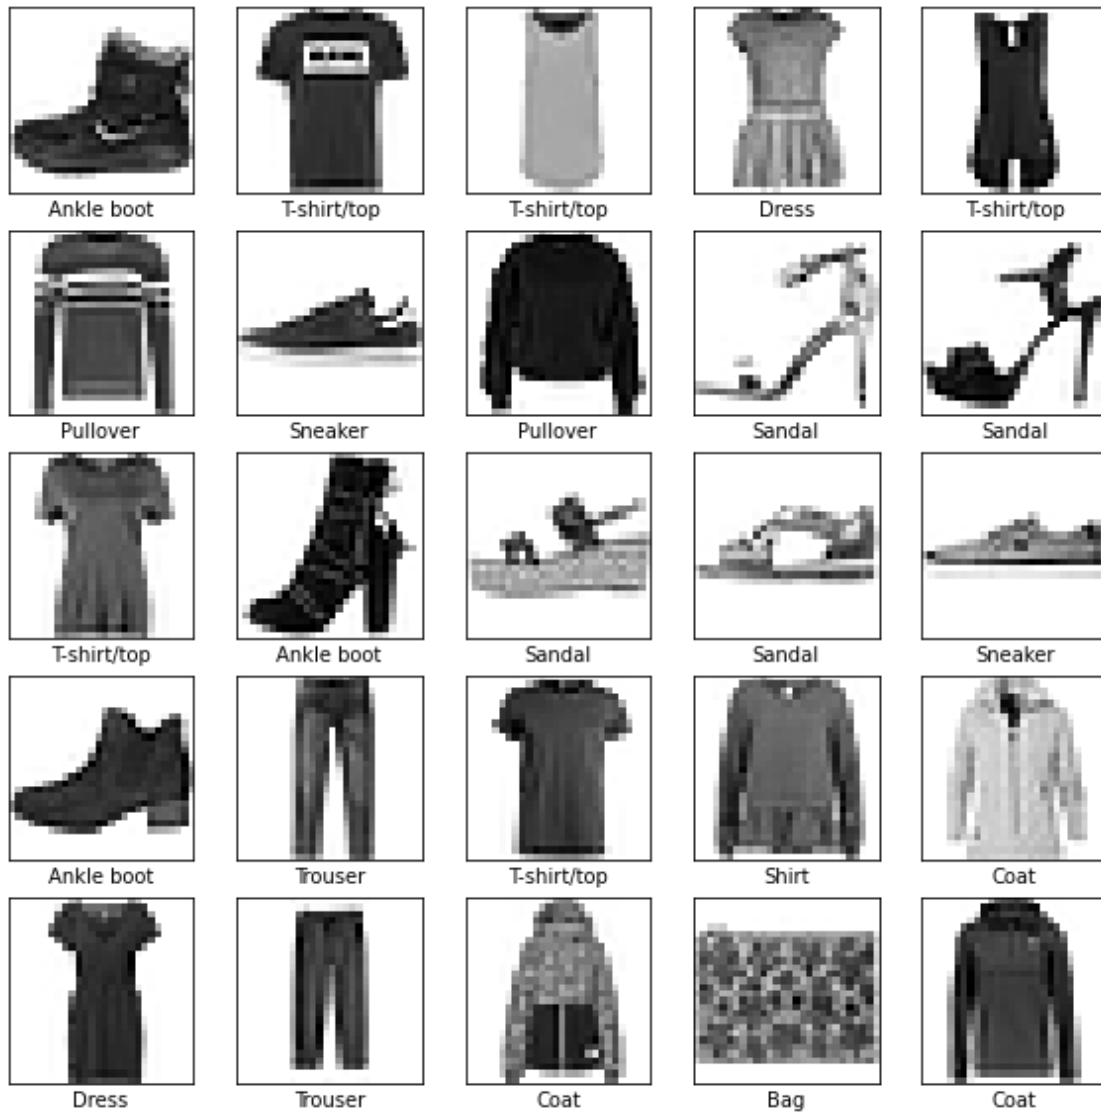 Ankle boot T-shirt/top T-shirt/top Dress T-shirt/top
Pullover Sneaker Pullover Sandal Sandal
T-shirt/top Ankle boot Sandal Sandal Sneaker
Ankle boot Trouser T-shirt/top Shirt Coat
Dress Trouser Coat Bag Coat